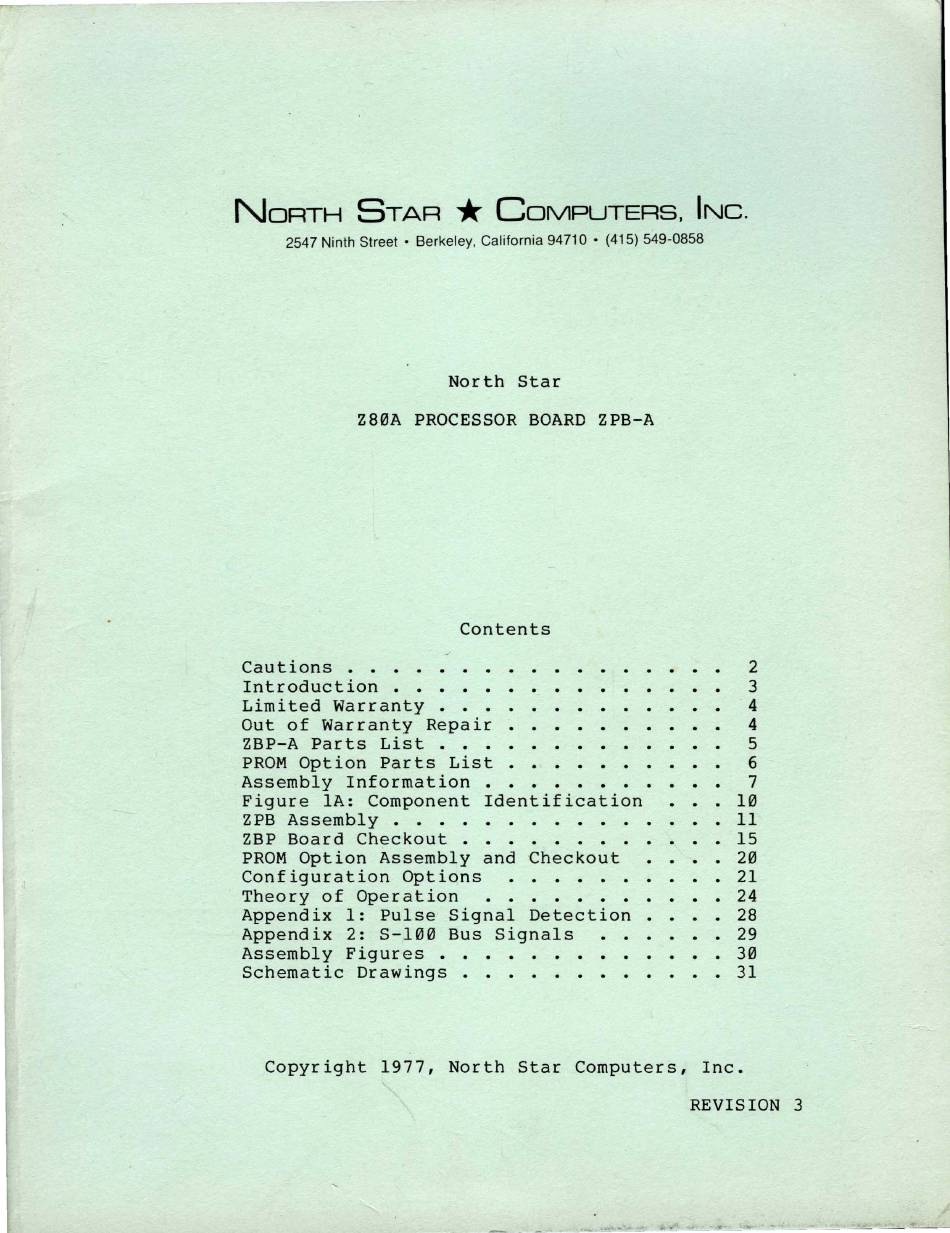 NORTH STAR ★ COMPUTERS, INC.
2547 Ninth Street • Berkeley, California 94710 • (415) 549-0858
North Star
Z80A PROCESSOR BOARD ZPB-A
Contents
Cautions . . . . . . . . . . . . . . . . . 2
Introduction . . . . . . . . . . . . . . . 3
Limited Warranty . . . . . . . . . . . . . 4
Out of Warranty Repair . . . . . . . . . . 4
ZBP-A Parts List . . . . . . . . . . . . . 5
PROM Option Parts List . . . . . . . . . . 6
Assembly Information . . . . . . . . . . . 7
Figure 1A: Component Identification . . . 10
ZPB Assembly . . . . . . . . . . . . . . . 11
ZBP Board Checkout . . . . . . . . . . . . 15
PROM Option Assembly and Checkout . . . . 20
Configuration Options . . . . . . . . . . 21
Theory of Operation . . . . . . . . . . . 24
Appendix 1: Pulse Signal Detection . . . . 28
Appendix 2: S-100 Bus Signals . . . . . . 29
Assembly Figures . . . . . . . . . . . . . 30
Schematic Drawings . . . . . . . . . . . . 31
Copyright 1977, North Star Computers, Inc.
REVISION 3